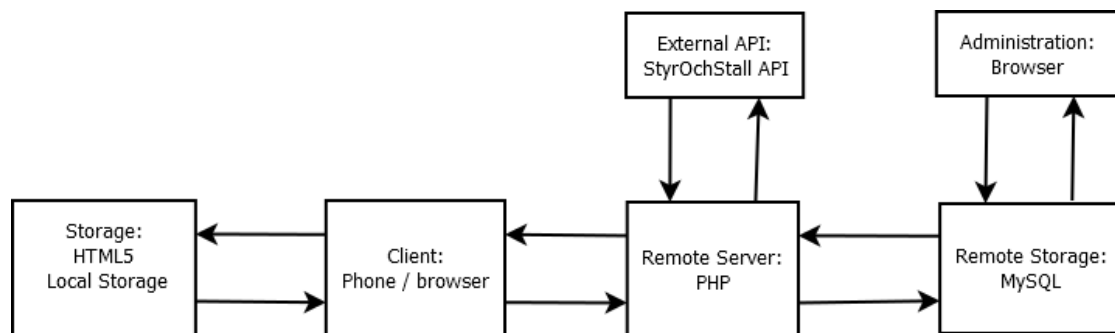 External API:
StyrOchStall API
Administration:
Browser
Storage:
HTML5
Local Storage
Client:
Phone / browser
Remote Server:
PHP
Remote Storage:
MySQL